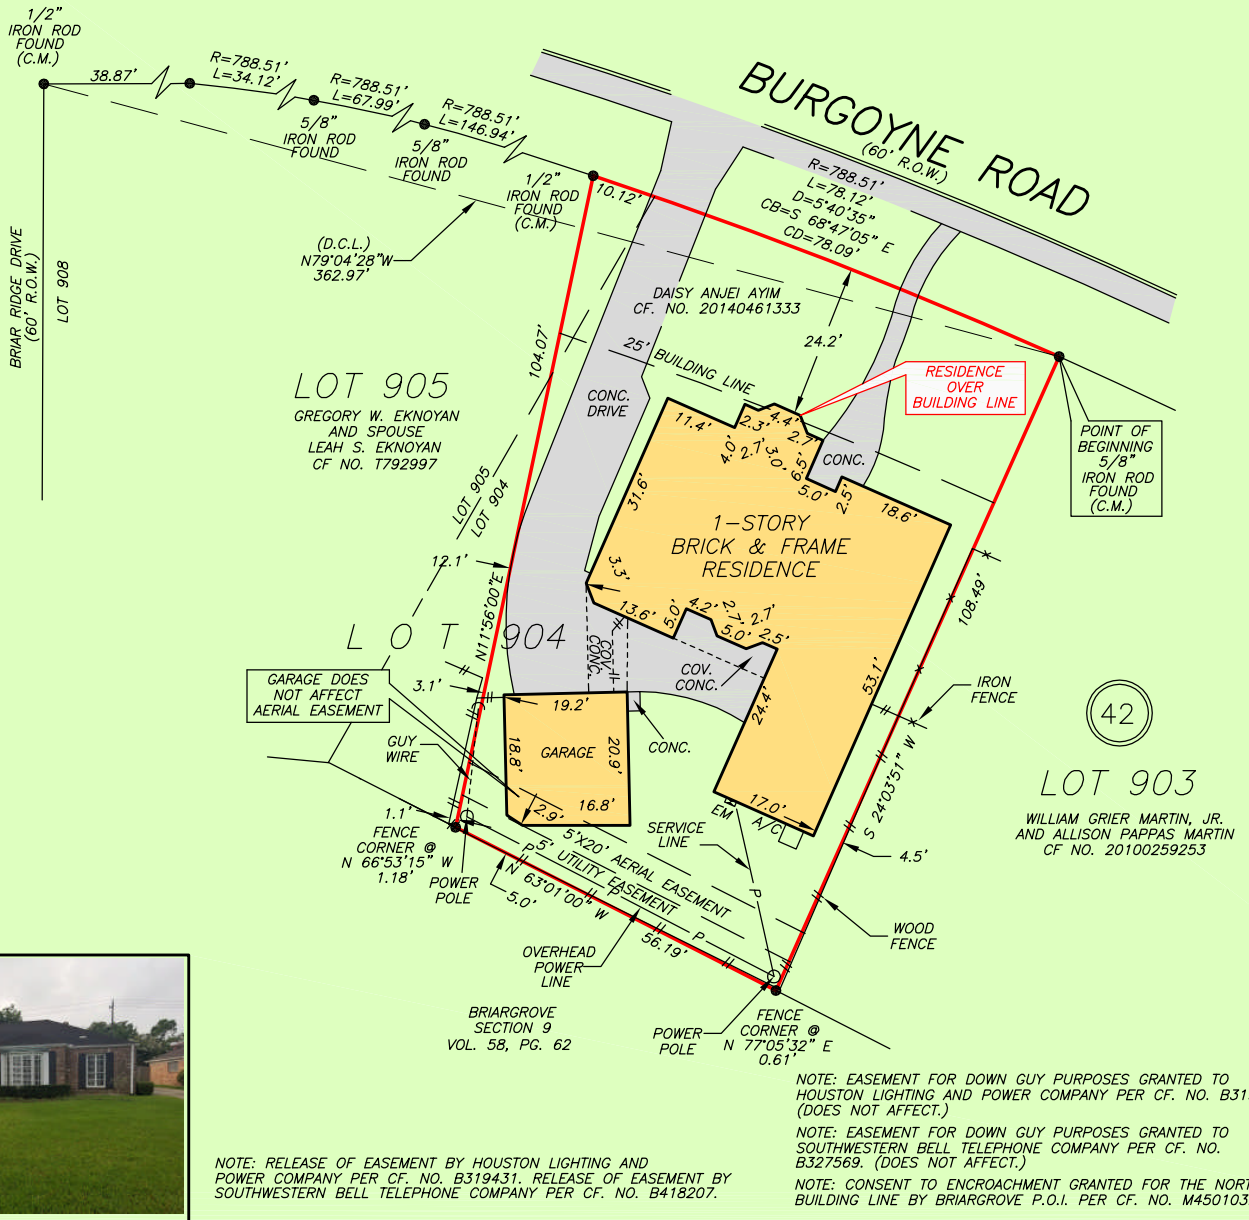 1/2"
IRON ROD
FOUND
(C.M.)
38.87'
R=788.51'
L=34.12'
R=788.51'
L=67.99'
R=788.51'
L=146.94'
5/8"
IRON ROD
FOUND
5/8"
IRON ROD
FOUND
1/2"
IRON ROD
FOUND
(C.M.)
10.12'
BURGOYNE ROAD
(60' R.O.W.)
R=788.51'
L=78.12'
D=5°40'35"
CB=S 68°47'05" E
CD=78.09'
(D.C.L.)
N79°04'28"W
362.97'
BRIAR RIDGE DRIVE
(60' R.O.W.)
LOT 908
DAISY ANJEI AYIM
CF. NO. 20140461333
24.2'
25' BUILDING LINE
104.07'
RESIDENCE
OVER
BUILDING LINE
LOT 905
GREGORY W. EKNOYAN
AND SPOUSE
LEAH S. EKNOYAN
CF NO. T792997
CONC.
DRIVE
11.4'
2.3'
4.4'
4.0'
2.7'
3.0'
2.7'
6.5'
5.0'
2.5'
CONC.
18.6'
POINT OF
BEGINNING
5/8"
IRON ROD
FOUND
(C.M.)
LOT 905
LOT 904
31.6'
1-STORY
BRICK & FRAME
RESIDENCE
12.1'
3.3'
13.6'
5.0'
4.2'
2.7'
2.7'
5.0'
2.5'
108.49'
N11°56'00"E
LOT 904
COV.
CONC.
COV.
CONC.
24.4'
53.1'
IRON
FENCE
GARAGE DOES
NOT AFFECT
AERIAL EASEMENT
3.1'
19.2'
CONC.
GUY
WIRE
18.8'
GARAGE
20.9'
16.8'
2.9'
42
LOT 903
WILLIAM GRIER MARTIN, JR.
AND ALLISON PAPPAS MARTIN
CF NO. 20100259253
S 24°03'51" W
17.0'
EM
A/C
SERVICE
LINE
4.5'
1.1'
FENCE
CORNER @
N 66°53'15" W
1.18'
POWER
POLE
5'X20' AERIAL EASEMENT
5' UTILITY EASEMENT
P
P
P
P
N 63°01'00" W
5.0'
56.19'
OVERHEAD
POWER
LINE
WOOD
FENCE
BRIARGROVE
SECTION 9
VOL. 58, PG. 62
POWER
POLE
FENCE
CORNER @
N 77°05'32" E
0.61'
NOTE: EASEMENT FOR DOWN GUY PURPOSES GRANTED TO
HOUSTON LIGHTING AND POWER COMPANY PER CF. NO.
(DOES NOT AFFECT.)
NOTE: EASEMENT FOR DOWN GUY PURPOSES GRANTED TO
SOUTHWESTERN BELL TELEPHONE COMPANY PER CF. NO.
B327569. (DOES NOT AFFECT.)
NOTE: CONSENT TO ENCROACHMENT GRANTED FOR THE
BUILDING LINE BY BRIARGROVE P.O.I. PER CF. NO. M450103
NOTE: RELEASE OF EASEMENT BY HOUSTON LIGHTING AND
POWER COMPANY PER CF. NO. B319431. RELEASE OF EASEMENT BY
SOUTHWESTERN BELL TELEPHONE COMPANY PER CF. NO. B418207.